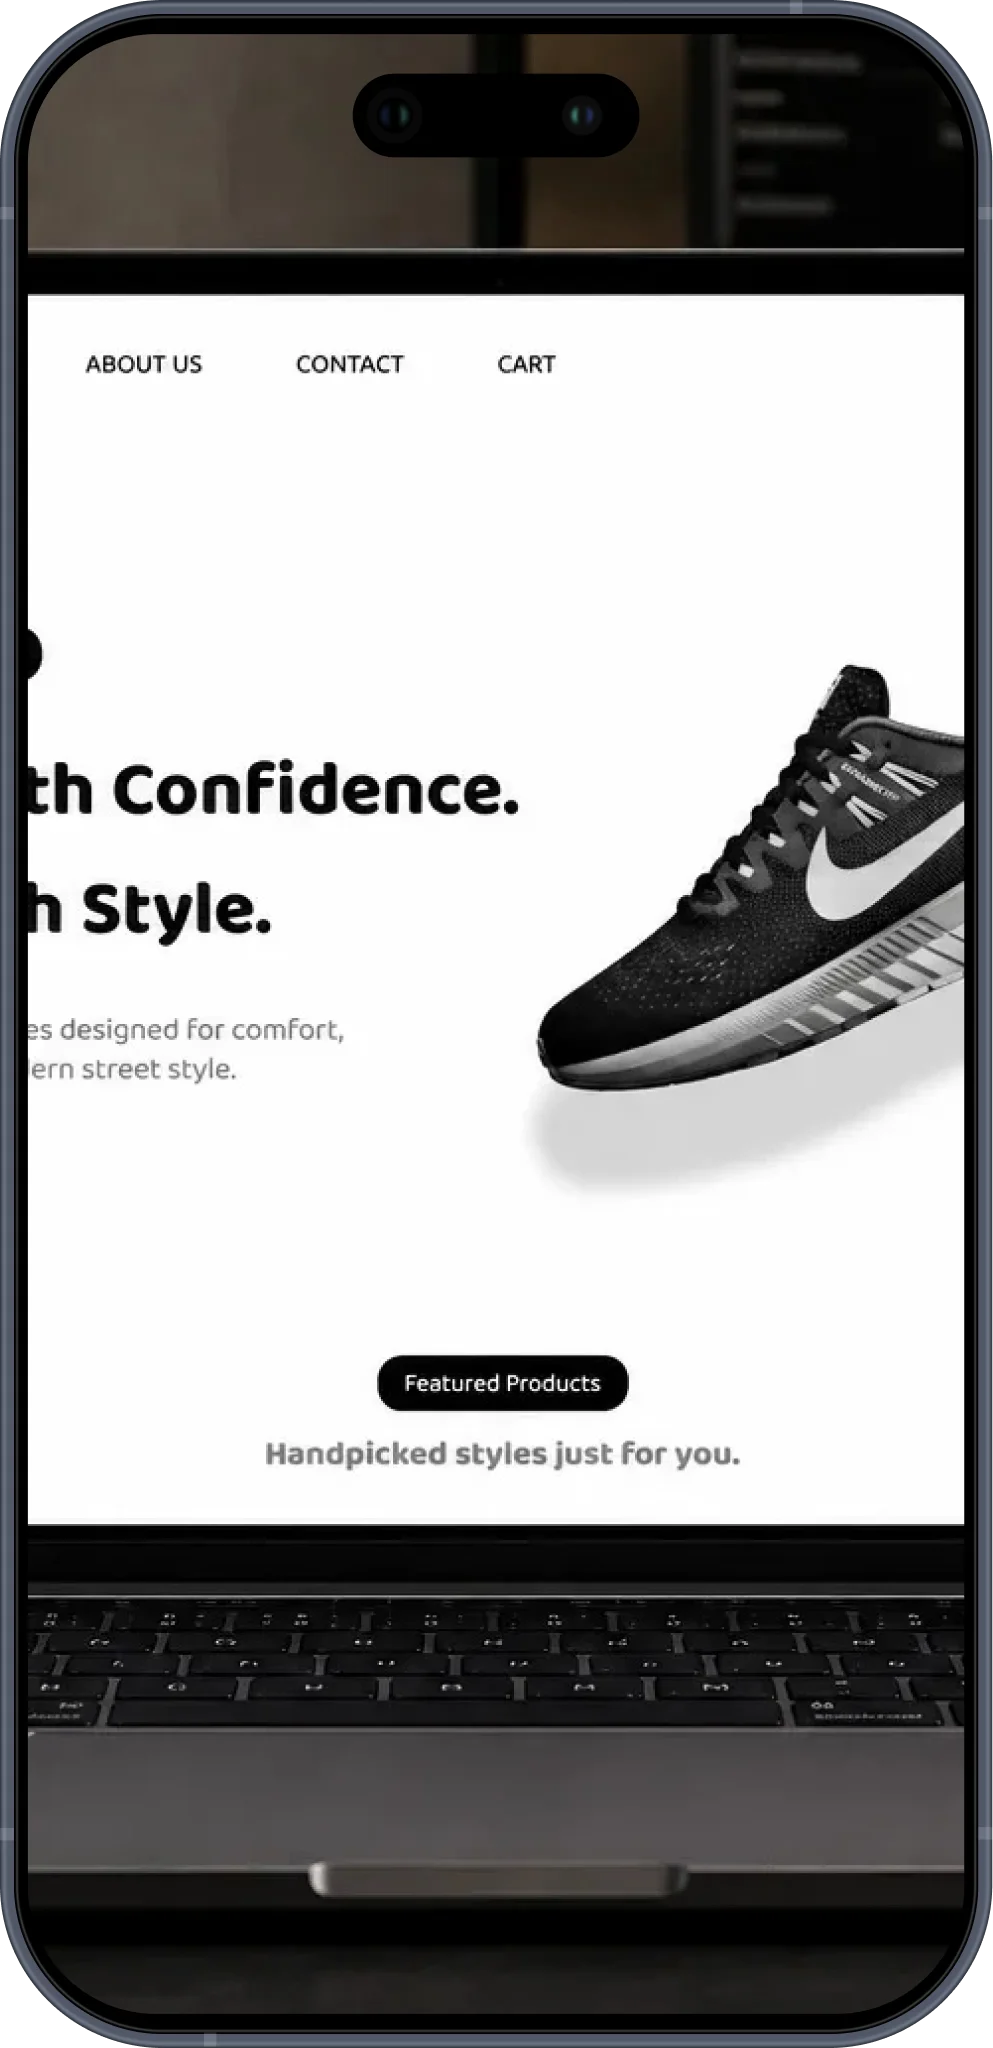 ABOUT US CONTACT CART
th Confidence.
h Style.
es designed for comfort,
ern street style.
Featured Products
Handpicked styles just for you.